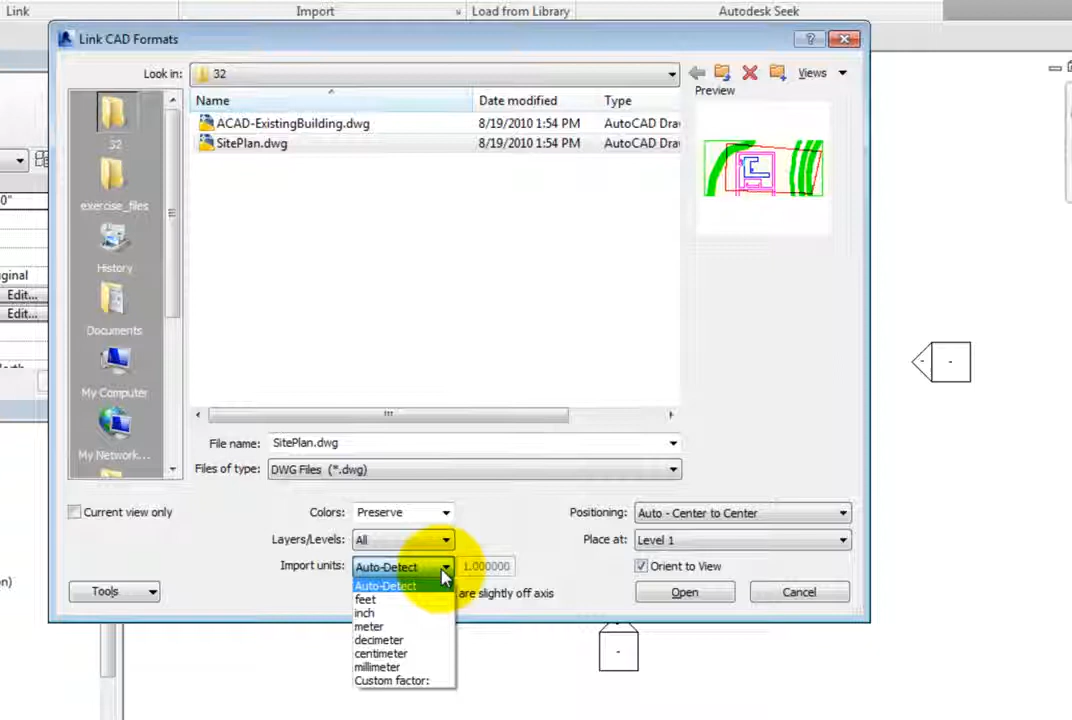 Link Import Load from Library Autodesk Seek
Link CAD Formats
Look in: 32 Views
Name Date modified Type Preview
ACAD-ExistingBuilding.dwg 8/19/2010 1:54 PM AutoCAD Dra
SitePlan.dwg 8/19/2010 1:54 PM AutoCAD Dra
32
exercise_files
History
Documents
My Computer
My Network...
0"
ginal
Edit...
Edit...
File name: SitePlan.dwg
Files of type: DWG Files (*.dwg)
Current view only Colors: Preserve Positioning: Auto - Center to Center
Layers/Levels: All Place at: Level 1
Import units: Auto-Detect 1.000000 Orient to View
Auto-Detect
feet
inch
meter
decimeter
centimeter
millimeter
Custom factor:
are slightly off axis
Tools Open Cancel